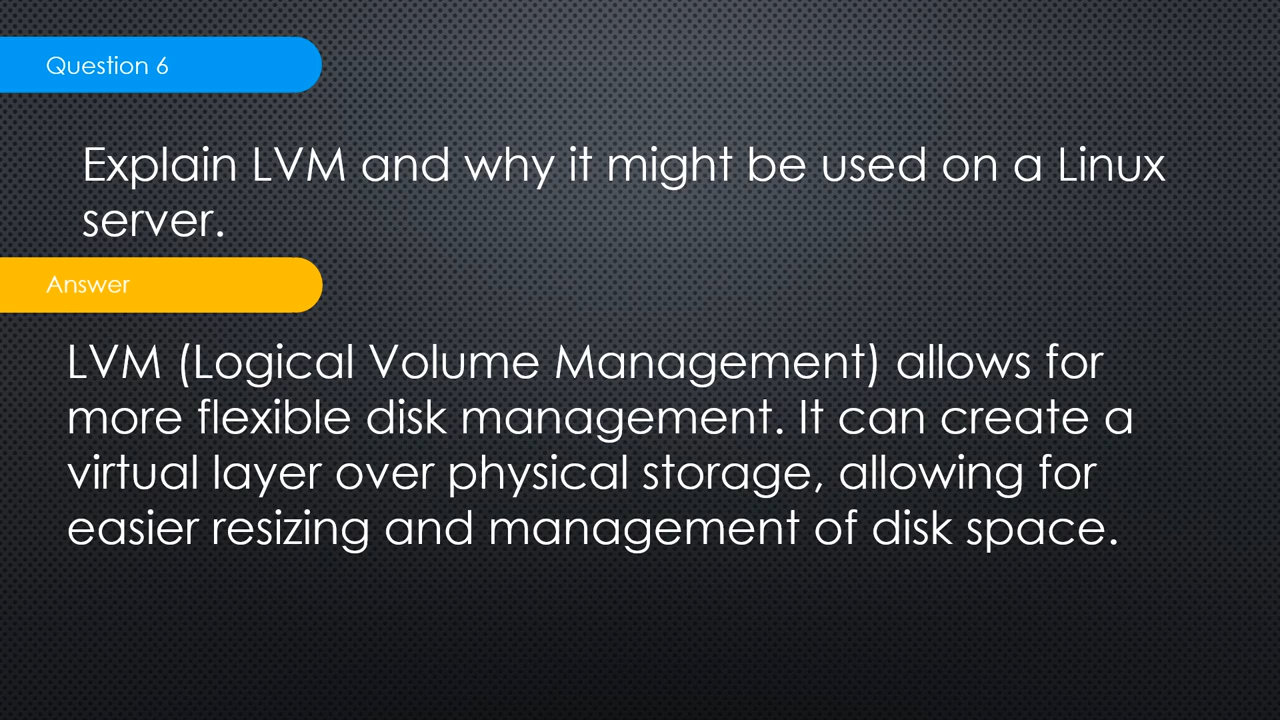 Question 6
Explain LVM and why it might be used on a Linux
server.
Answer
LVM (Logical Volume Management) allows for
more flexible disk management. It can create a
virtual layer over physical storage, allowing for
easier resizing and management of disk space.